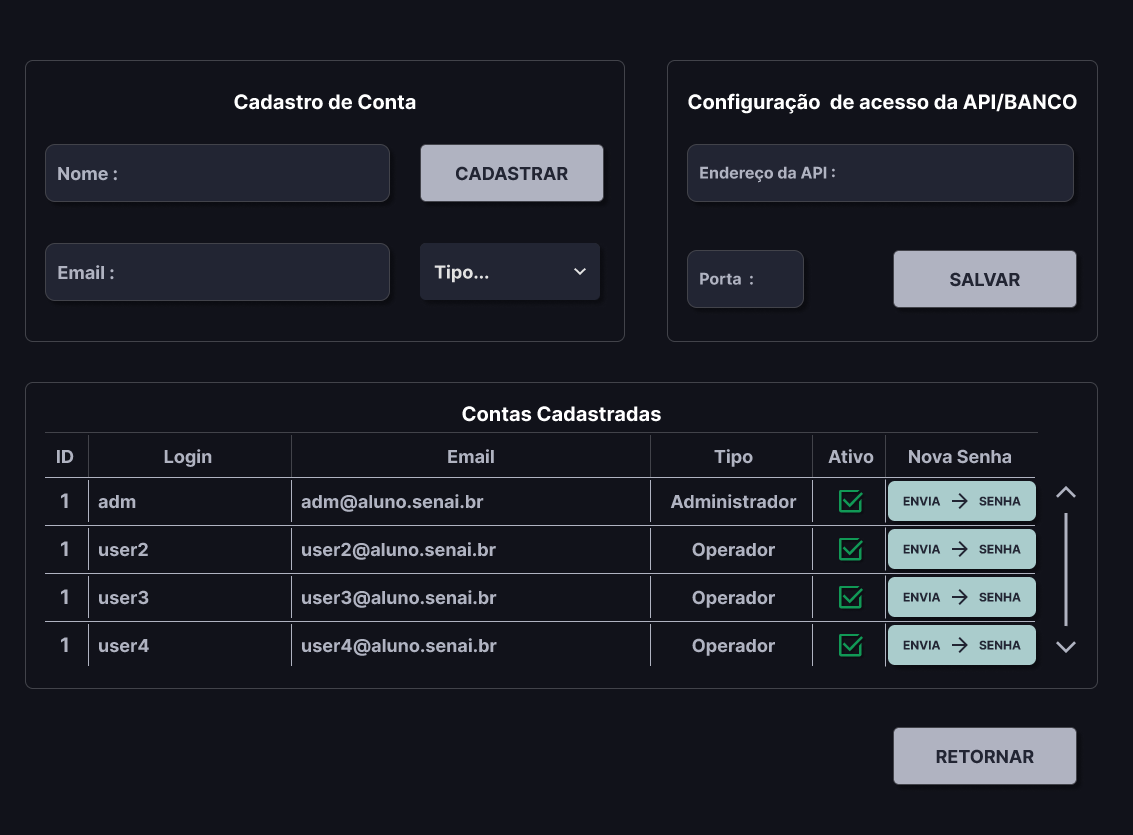 Cadastro de Conta
Nome :
CADASTRAR
Email :
Tipo...
Configuração  de acesso da API/BANCO
Endereço da API :
Porta  :
SALVAR
Contas Cadastradas
ID Login Email Tipo Ativo Nova Senha
1 adm adm@aluno.senai.br Administrador ENVIA → SENHA
1 user2 user2@aluno.senai.br Operador ENVIA → SENHA
1 user3 user3@aluno.senai.br Operador ENVIA → SENHA
1 user4 user4@aluno.senai.br Operador ENVIA → SENHA
RETORNAR